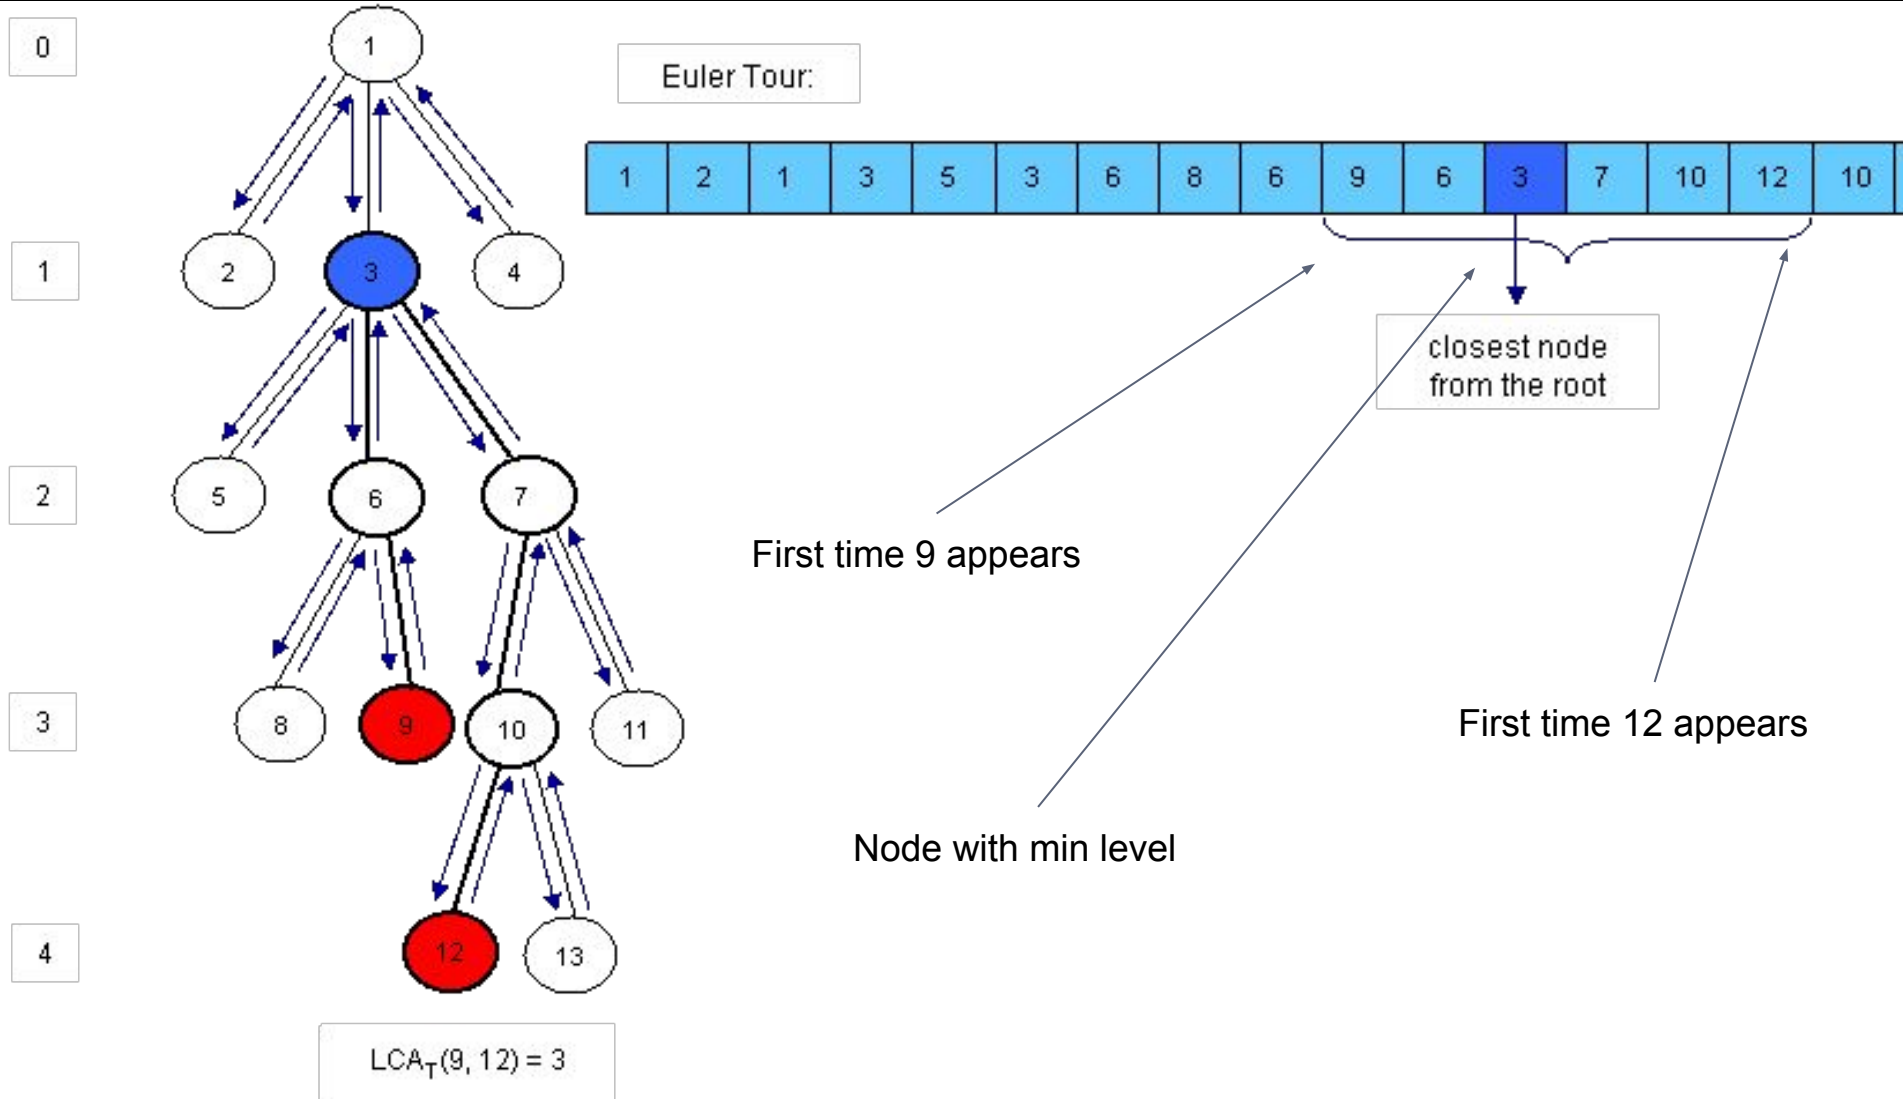 0
1
Euler Tour:
1 2 1 3 5 3 6 8 6 9 6 3 7 10 12 10
1
2 3 4
closest node
from the root
2
5 6 7
First time 9 appears
3
8 9 10 11
First time 12 appears
Node with min level
4
12 13
LCA_T(9, 12) = 3